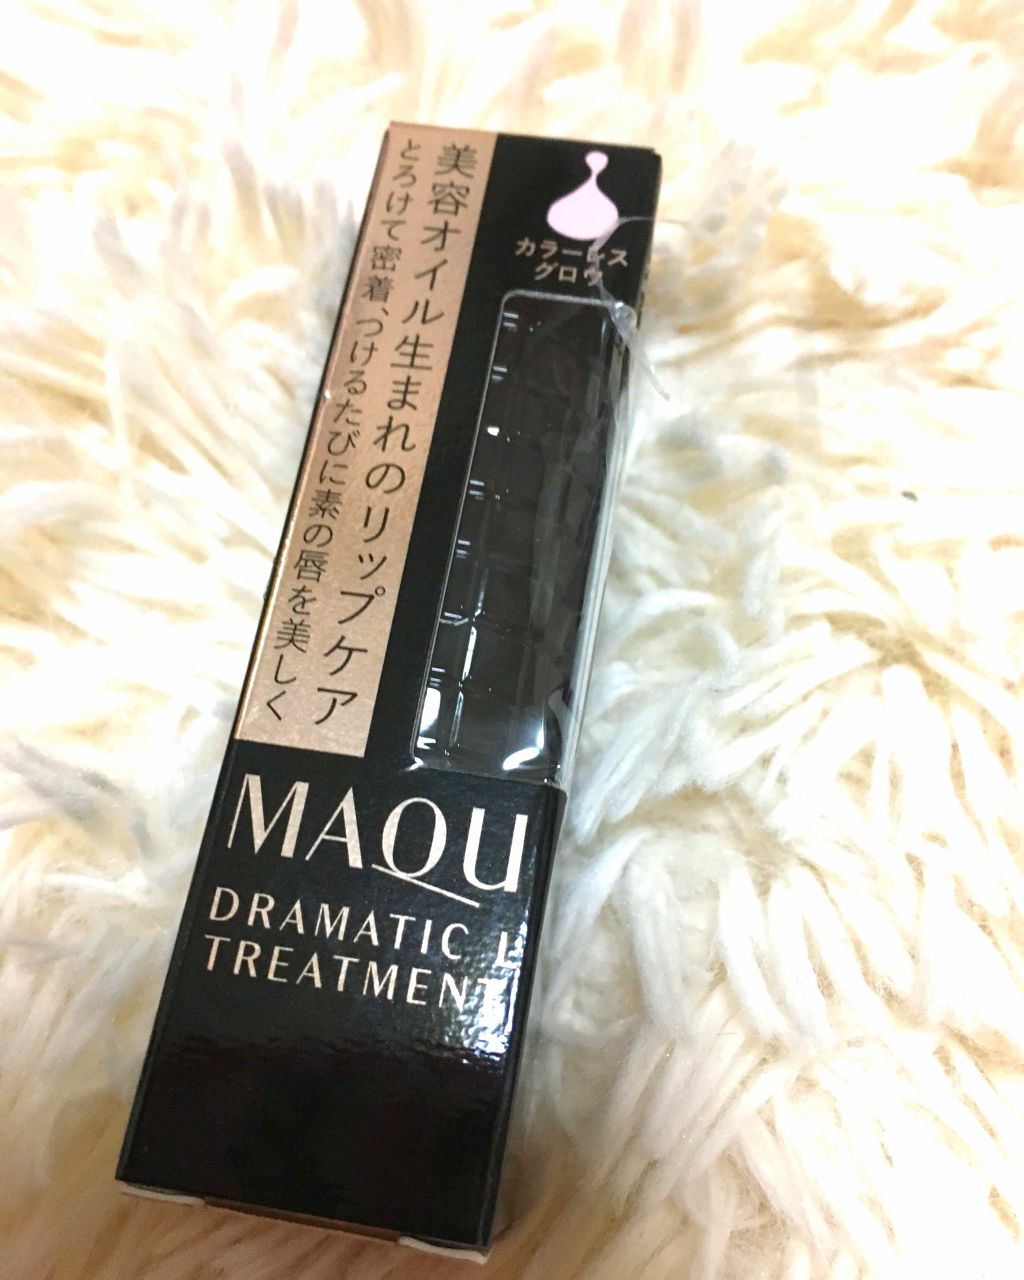 美容オイル生まれのリップケア
とろけて密着、つけるたびに素の唇を美しく
カラーレス
グロウ
MAQU
DRAMATIC L
TREATMENT